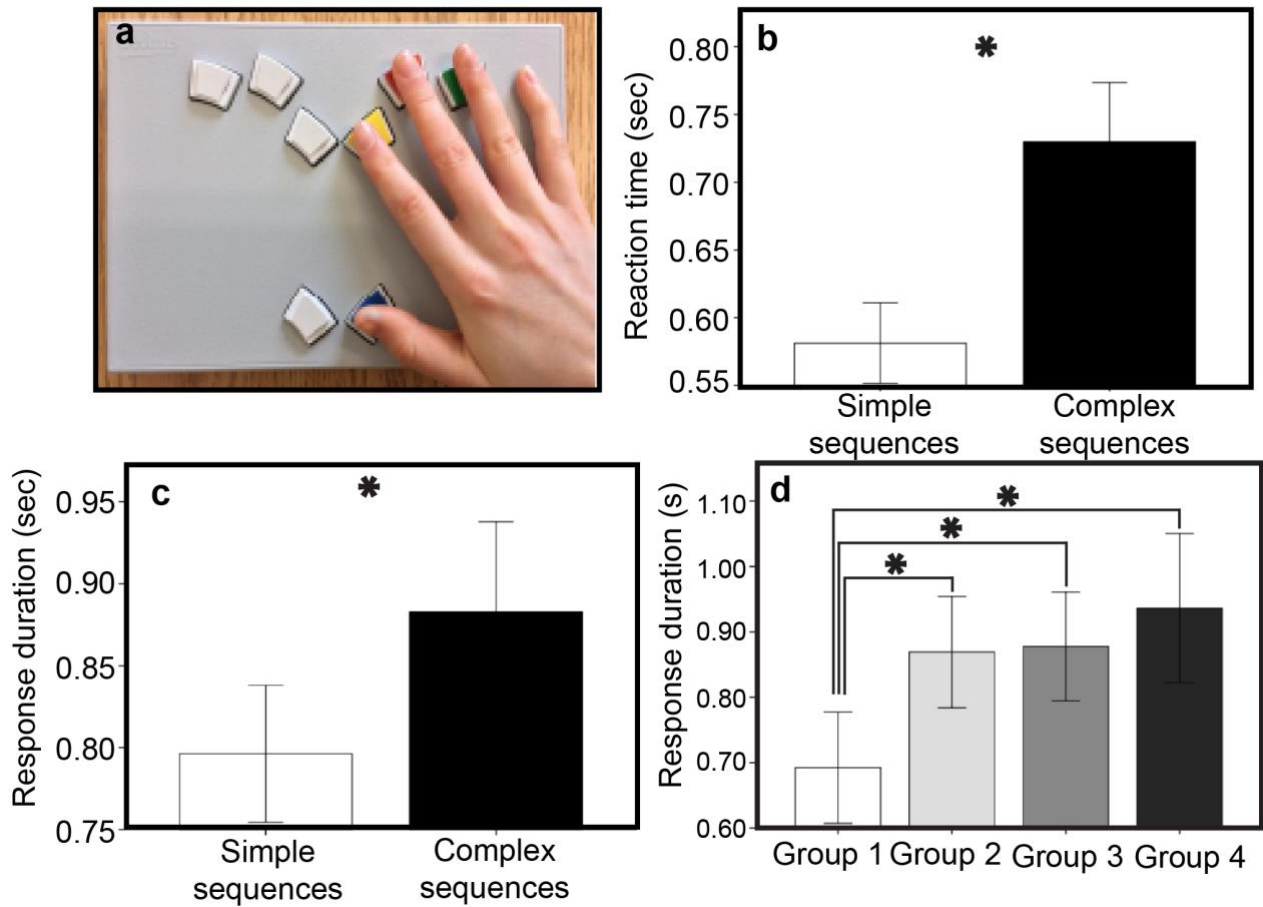 a
b
*
Reaction time (sec)
0.80
0.75
0.70
0.65
0.60
0.55
Simple
sequences
Complex
sequences
c
*
Response duration (sec)
0.95
0.90
0.85
0.80
0.75
Simple
sequences
Complex
sequences
d
*
*
*
Response duration (s)
1.10
1.00
0.90
0.80
0.70
0.60
Group 1 Group 2 Group 3 Group 4